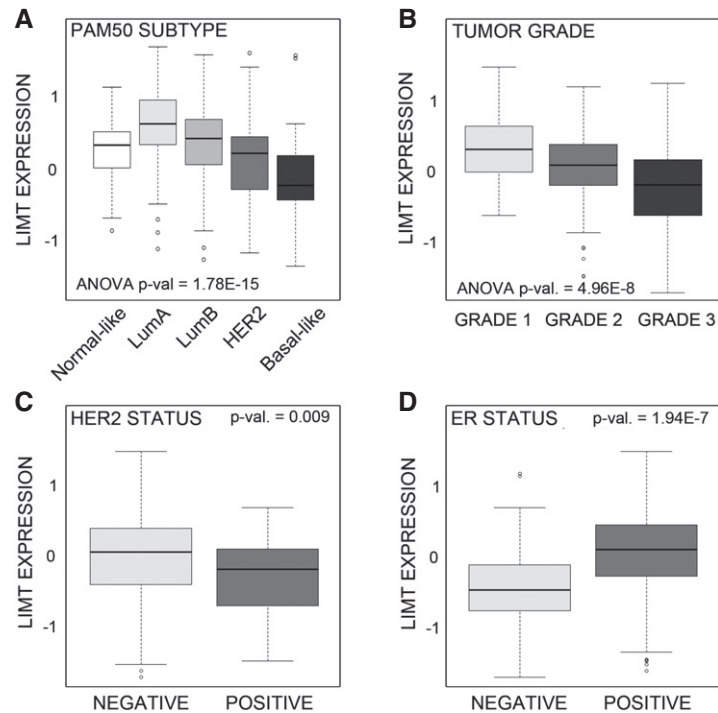 A
PAM50 SUBTYPE
LIMT EXPRESSION
1
0
-1
ANOVA p-val = 1.78E-15
Normal-like
LumA
LumB
HER2
Basal-like
B
TUMOR GRADE
LIMT EXPRESSION
1
0
-1
ANOVA p-val. = 4.96E-8
GRADE 1 GRADE 2 GRADE 3
C
HER2 STATUS p-val. = 0.009
LIMT EXPRESSION
1
0
-1
NEGATIVE POSITIVE
D
ER STATUS p-val. = 1.94E-7
LIMT EXPRESSION
1
0
-1
NEGATIVE POSITIVE